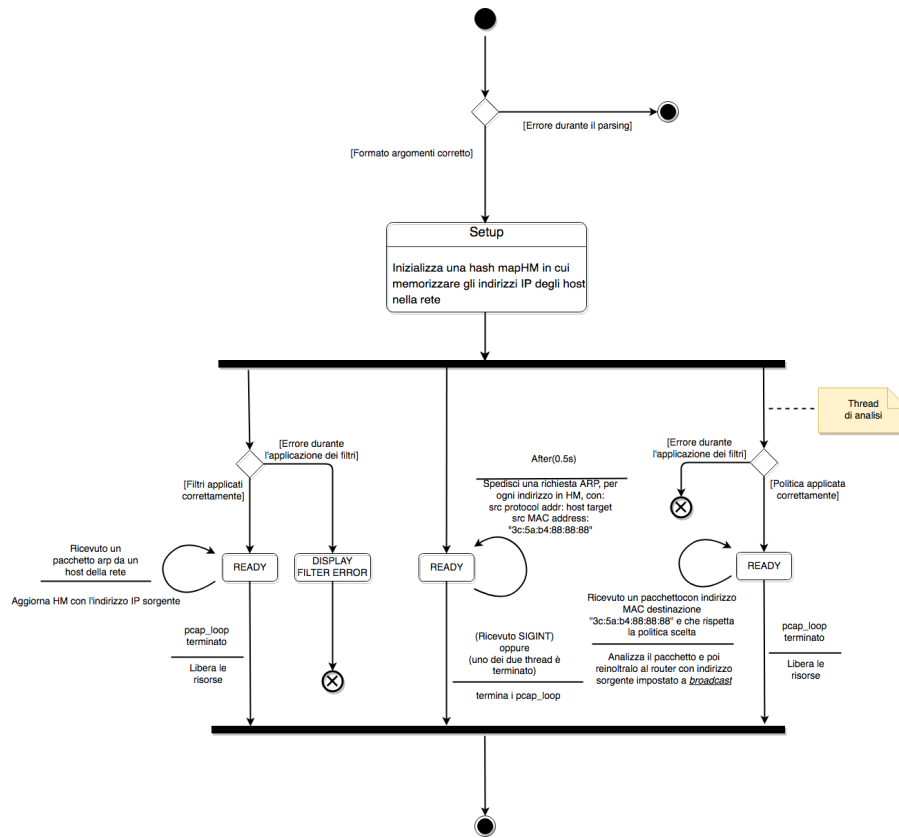 [Errore durante il parsing]
[Formato argomenti corretto]
Setup
Inizializza una hash mapHM in cui
memorizzare gli indirizzi IP degli host
nella rete
Thread
di analisi
[Errore durante
l'applicazione dei filtri]
[Filtri applicati
correttamente]
Ricevuto un
pacchetto arp da un
host della rete
Aggiorna HM con l'indirizzo IP sorgente
READY
DISPLAY
FILTER ERROR
pcap_loop
terminato
Libera le
risorse
After(0.5s)
Spedisci una richiesta ARP, per
ogni indirizzo in HM, con:
src protocol addr: host target
src MAC address:
"3c:5a:b4:88:88:88"
READY
(Ricevuto SIGINT)
oppure
(uno dei due thread è
terminato)
termina i pcap_loop
[Errore durante
l'applicazione dei filtri]
[Politica applicata
correttamente]
READY
Ricevuto un pacchettocon indirizzo
MAC destinazione
"3c:5a:b4:88:88:88" e che rispetta
la politica scelta
Analizza il pacchetto e poi
reinoltralo al router con indirizzo
sorgente impostato a broadcast
pcap_loop
terminato
Libera le
risorse